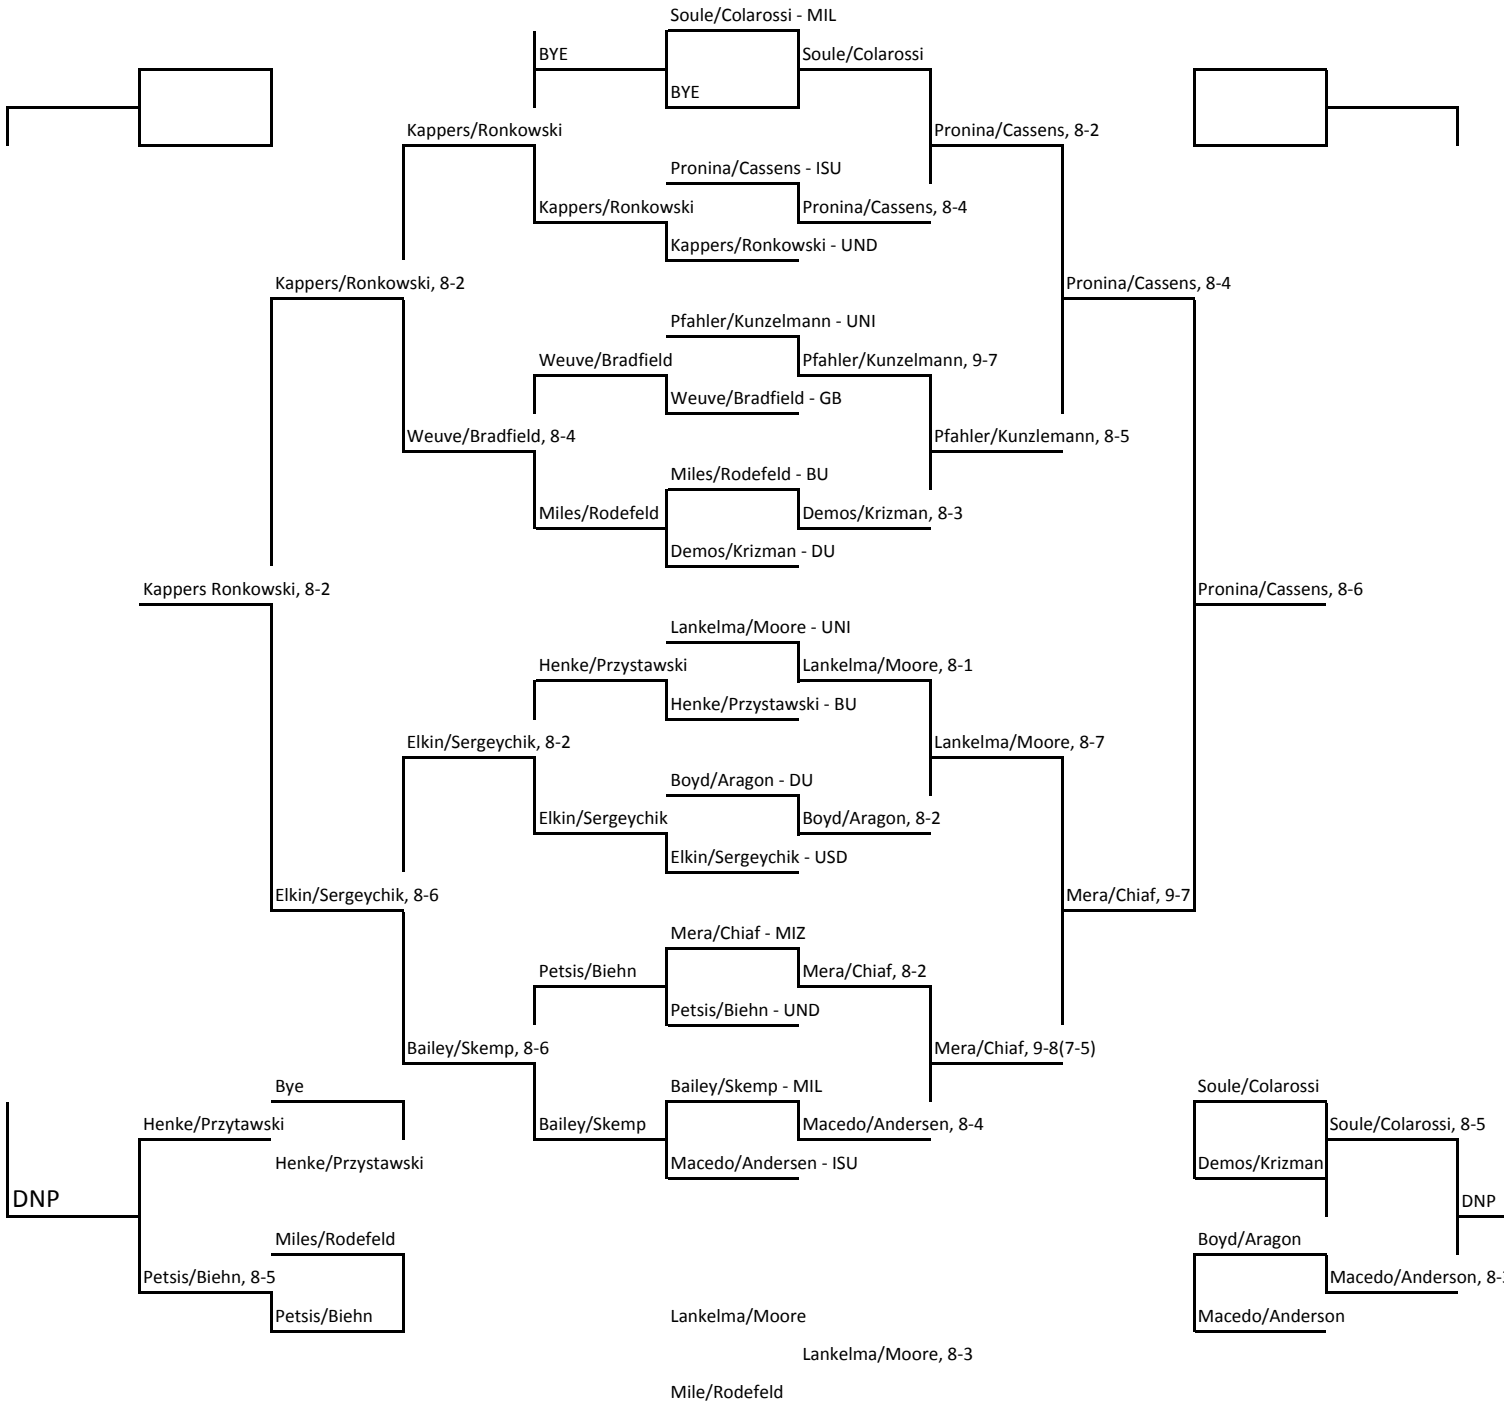 Soule/Colarossi - MIL
BYE
Soule/Colarossi
BYE
Kappers/Ronkowski
Pronina/Cassens, 8-2
Pronina/Cassens - ISU
Kappers/Ronkowski
Pronina/Cassens, 8-4
Kappers/Ronkowski - UND
Kappers/Ronkowski, 8-2
Pronina/Cassens, 8-4
Pfahler/Kunzelmann - UNI
Weuve/Bradfield
Pfahler/Kunzelmann, 9-7
Weuve/Bradfield - GB
Weuve/Bradfield, 8-4
Pfahler/Kunzlemann, 8-5
Miles/Rodefeld - BU
Miles/Rodefeld
Demos/Krizman, 8-3
Demos/Krizman - DU
Kappers Ronkowski, 8-2
Pronina/Cassens, 8-6
Lankelma/Moore - UNI
Henke/Przystawski
Lankelma/Moore, 8-1
Henke/Przystawski - BU
Elkin/Sergeychik, 8-2
Lankelma/Moore, 8-7
Boyd/Aragon - DU
Elkin/Sergeychik
Boyd/Aragon, 8-2
Elkin/Sergeychik - USD
Elkin/Sergeychik, 8-6
Mera/Chiaf, 9-7
Mera/Chiaf - MIZ
Petsis/Biehn
Mera/Chiaf, 8-2
Petsis/Biehn - UND
Bailey/Skemp, 8-6
Mera/Chiaf, 9-8(7-5)
Bye
Bailey/Skemp - MIL
Soule/Colarossi
Henke/Przytawski
Bailey/Skemp
Macedo/Andersen, 8-4
Soule/Colarossi, 8-5
Henke/Przystawski
Macedo/Andersen - ISU
Demos/Krizman
DNP
DNP
Miles/Rodefeld
Boyd/Aragon
Petsis/Biehn, 8-5
Macedo/Anderson, 8-
Petsis/Biehn
Lankelma/Moore
Macedo/Anderson
Lankelma/Moore, 8-3
Mile/Rodefeld